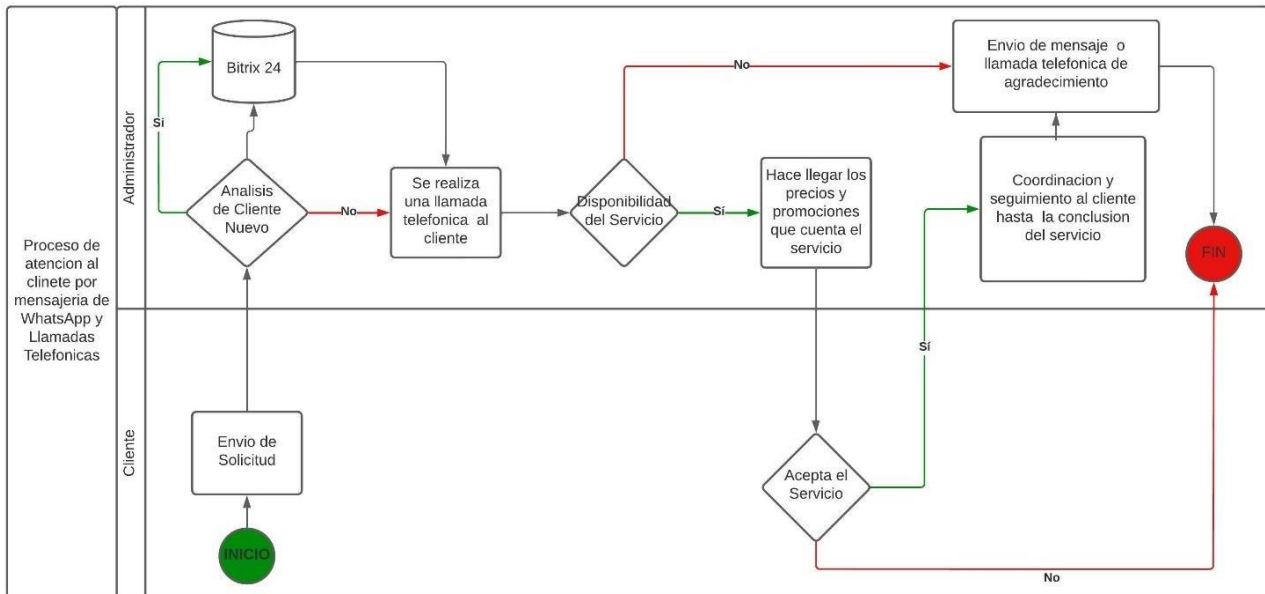 Proceso de
atencion al
clinete por
mensajeria de
WhatsApp y
Llamadas
Telefonicas
Administrador
Cliente
Bitrix 24
Sí
Analisis
de Cliente
Nuevo
No
Se realiza
una llamada
telefonica al
cliente
Disponibilidad
del Servicio
No
Sí
Hace llegar los
precios y
promociones
que cuenta el
servicio
Envio de mensaje o
llamada telefonica de
agradecimiento
Coordinacion y
seguimiento al cliente
hasta la conclusion
del servicio
FIN
Envio de
Solicitud
INICIO
Acepta el
Servicio
Sí
No